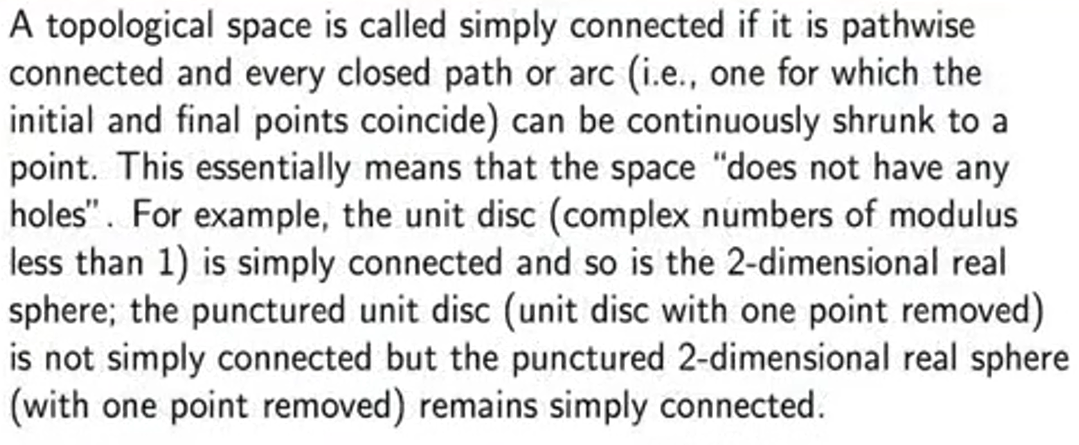 A topological space is called simply connected if it is pathwise
connected and every closed path or arc (i.e., one for which the
initial and final points coincide) can be continuously shrunk to a
point. This essentially means that the space “does not have any
holes”. For example, the unit disc (complex numbers of modulus
less than 1) is simply connected and so is the 2-dimensional real
sphere; the punctured unit disc (unit disc with one point removed)
is not simply connected but the punctured 2-dimensional real sphere
(with one point removed) remains simply connected.